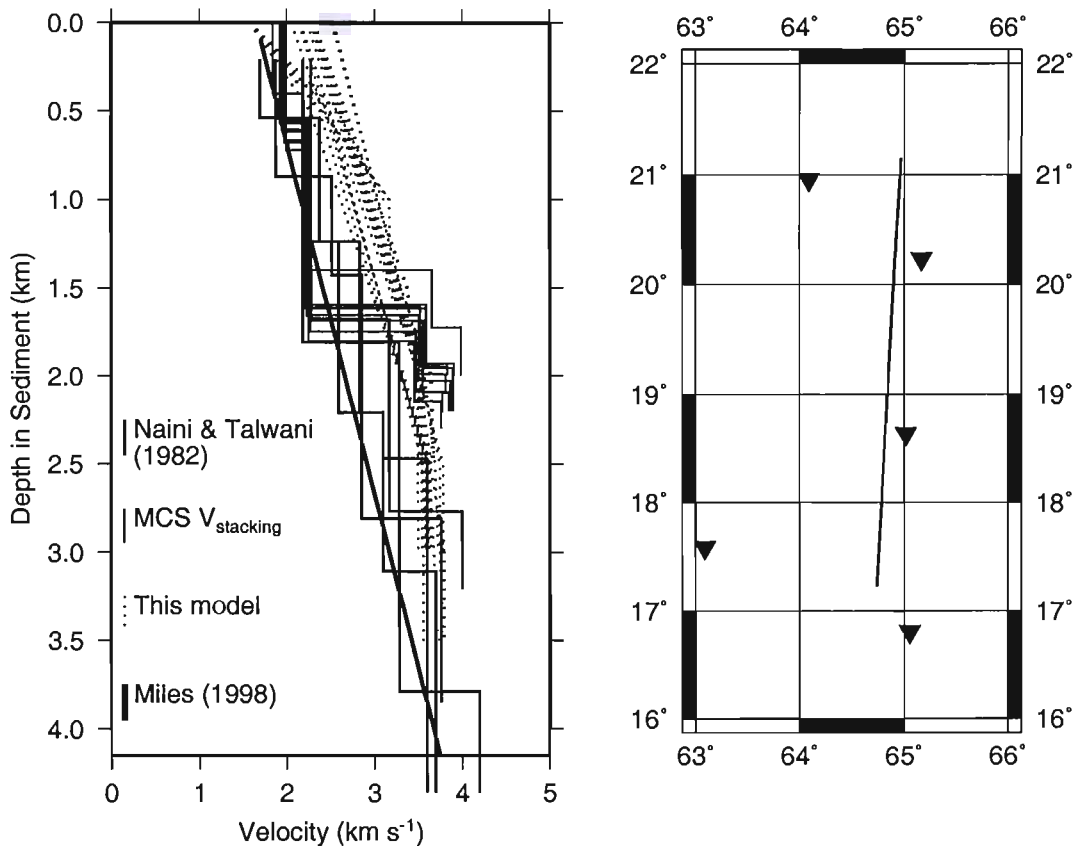 0.0
0.5
1.0
1.5
2.0
2.5
3.0
3.5
4.0
Depth in Sediment (km)
Naini & Talwani
(1982)
MCS Vstacking
This model
Miles (1998)
0 1 2 3 4 5
Velocity (km s-1)
63° 64° 65° 66°
22° 22°
21° 21°
20° 20°
19° 19°
18° 18°
17° 17°
16° 16°
63° 64° 65° 66°